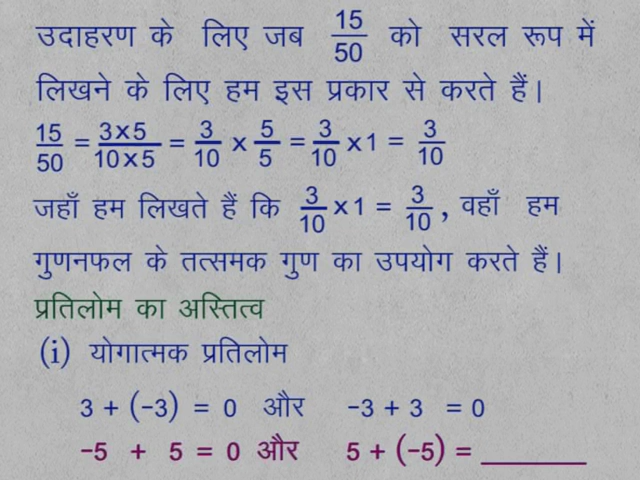 उदाहरण के लिए जब 15/50 को सरल रूप में
लिखने के लिए हम इस प्रकार से करते हैं।
15/50 = 3×5/10×5 = 3/10 × 5/5 = 3/10 ×1 = 3/10
जहाँ हम लिखते हैं कि 3/10 ×1 = 3/10, वहाँ हम
गुणनफल के तत्समक गुण का उपयोग करते हैं।
प्रतिलोम का अस्तित्व
(i) योगात्मक प्रतिलोम
3 + (-3) = 0 और -3 + 3 = 0
-5 + 5 = 0 और 5 + (-5) = ______